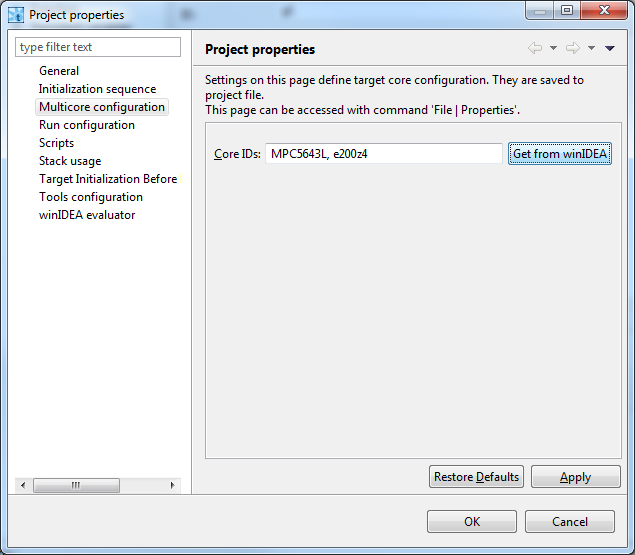 Project properties
type filter text
General
Initialization sequence
Multicore configuration
Run configuration
Scripts
Stack usage
Target Initialization Before
Tools configuration
winIDEA evaluator
Project properties
Settings on this page define target core configuration. They are saved to
project file.
This page can be accessed with command 'File | Properties'.
Core IDs: MPC5643L, e200z4 Get from winIDEA
Restore Defaults Apply
OK Cancel